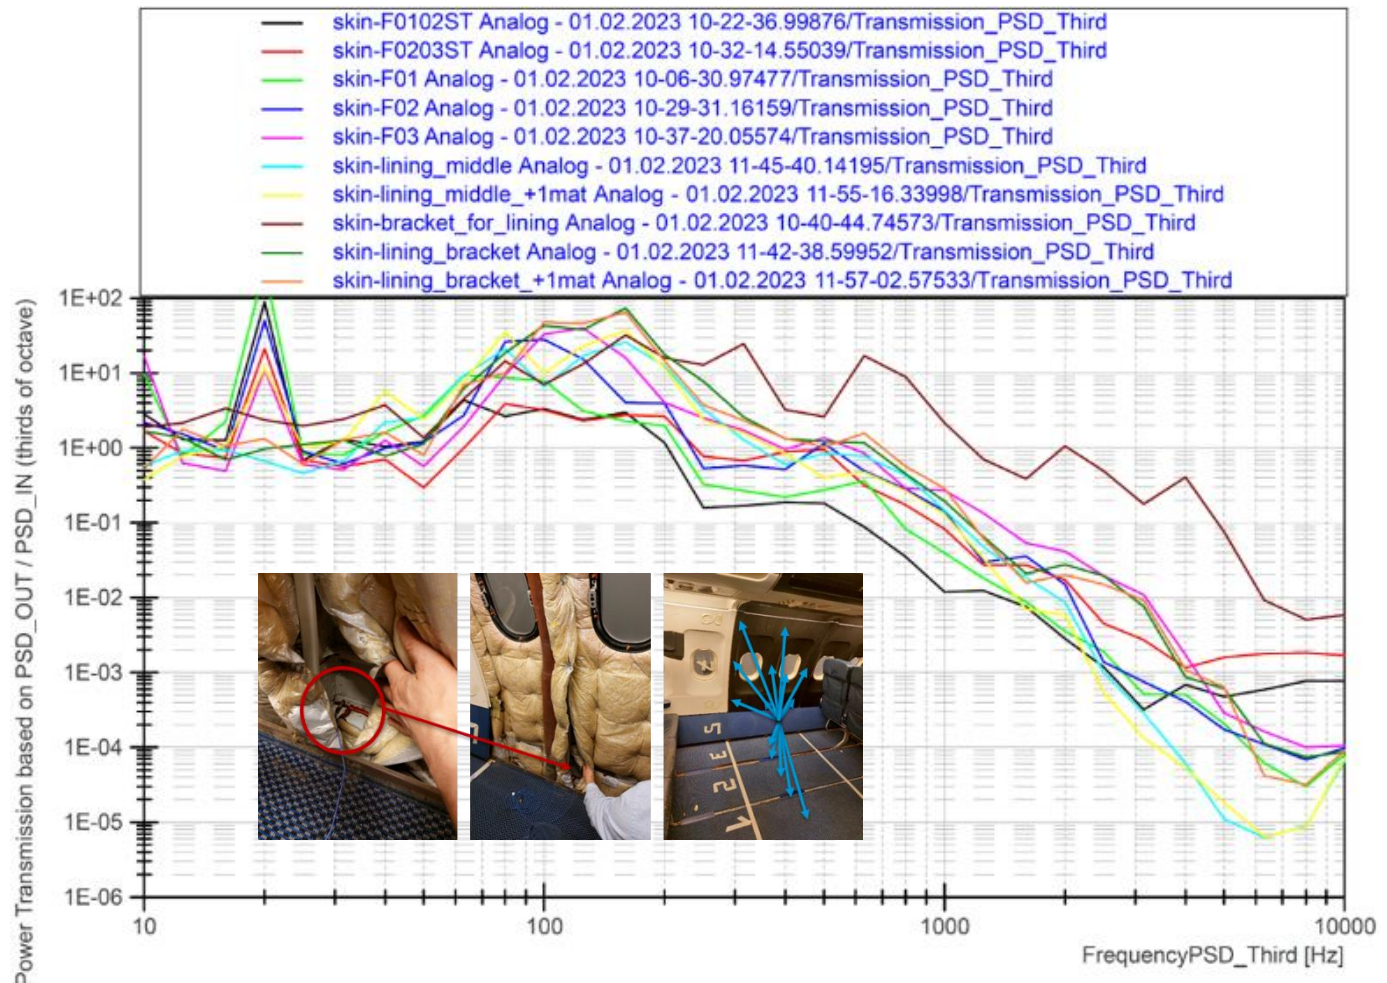 skin-F0102ST Analog - 01.02.2023 10-22-36.99876/Transmission_PSD_Third
skin-F0203ST Analog - 01.02.2023 10-32-14.55039/Transmission_PSD_Third
skin-F01 Analog - 01.02.2023 10-06-30.97477/Transmission_PSD_Third
skin-F02 Analog - 01.02.2023 10-29-31.16159/Transmission_PSD_Third
skin-F03 Analog - 01.02.2023 10-37-20.05574/Transmission_PSD_Third
skin-lining_middle Analog - 01.02.2023 11-45-40.14195/Transmission_PSD_Third
skin-lining_middle_+1mat Analog - 01.02.2023 11-55-16.33998/Transmission_PSD_Third
skin-bracket_for_lining Analog - 01.02.2023 10-40-44.74573/Transmission_PSD_Third
skin-lining_bracket Analog - 01.02.2023 11-42-38.59952/Transmission_PSD_Third
skin-lining_bracket_+1mat Analog - 01.02.2023 11-57-02.57533/Transmission_PSD_Third
Power Transmission based on PSD_OUT / PSD_IN (thirds of octave)
1E+02
1E+01
1E+00
1E-01
1E-02
1E-03
1E-04
1E-05
1E-06
5
3
2
1
10
100
1000
10000
FrequencyPSD_Third [Hz]